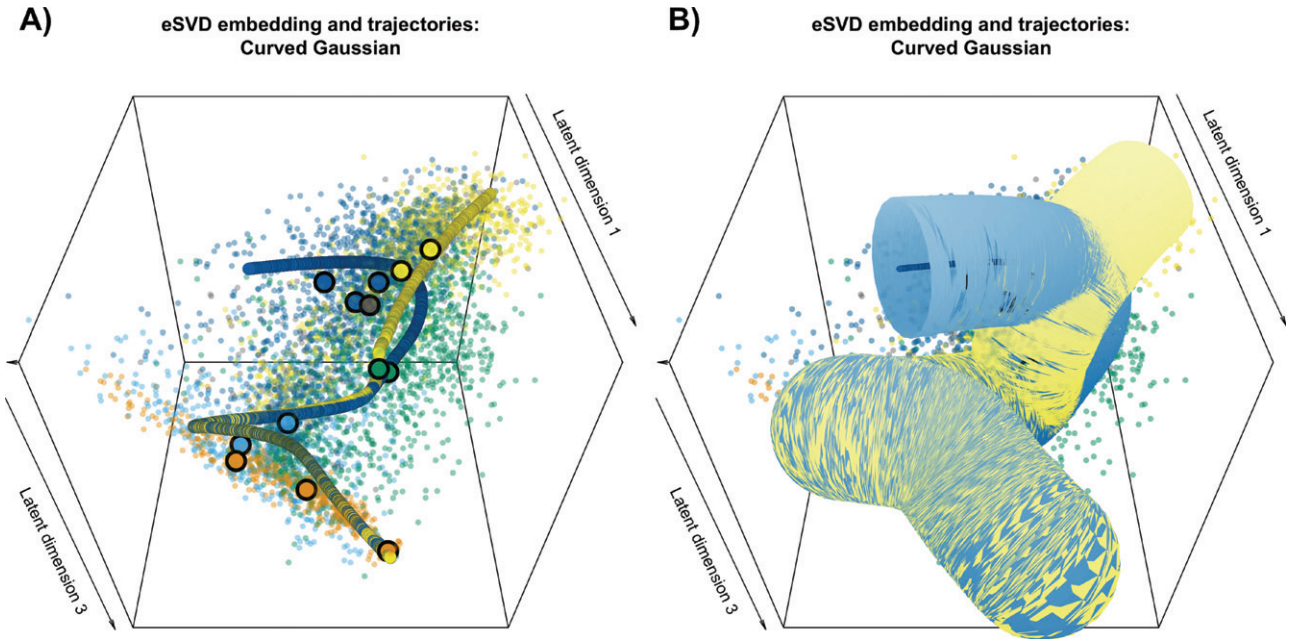 A)
eSVD embedding and trajectories:
Curved Gaussian
Latent dimension 1
Latent dimension 3
B)
eSVD embedding and trajectories:
Curved Gaussian
Latent dimension 1
Latent dimension 3